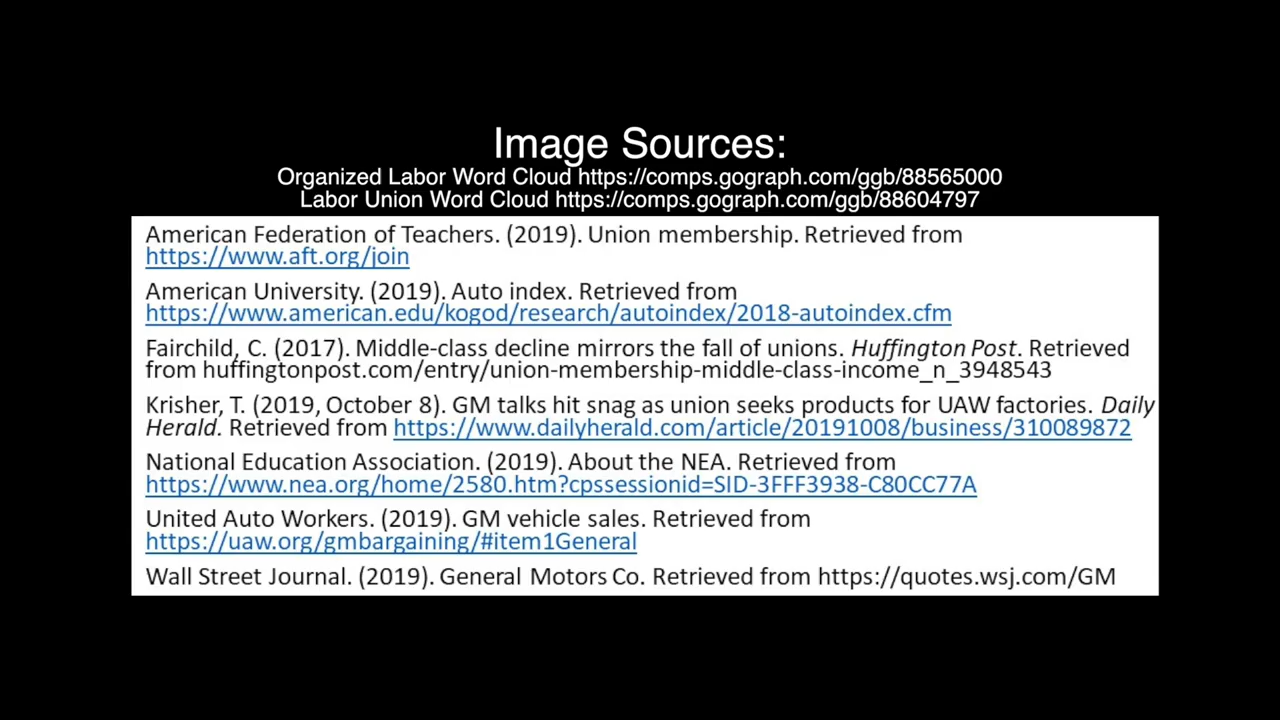 Image Sources:
Organized Labor Word Cloud https://comps.gograph.com/ggb/88565000
Labor Union Word Cloud https://comps.gograph.com/ggb/88604797
American Federation of Teachers. (2019). Union membership. Retrieved from
https://www.aft.org/join
American University. (2019). Auto index. Retrieved from
https://www.american.edu/kogod/research/autoindex/2018-autoindex.cfm
Fairchild, C. (2017). Middle-class decline mirrors the fall of unions. Huffington Post. Retrieved
from huffingtonpost.com/entry/union-membership-middle-class-income_n_3948543
Krisher, T. (2019, October 8). GM talks hit snag as union seeks products for UAW factories. Daily
Herald. Retrieved from https://www.dailyherald.com/article/20191008/business/310089872
National Education Association. (2019). About the NEA. Retrieved from
https://www.nea.org/home/2580.htm?cpssessionid=SID-3FFF3938-C80CC77A
United Auto Workers. (2019). GM vehicle sales. Retrieved from
https://uaw.org/gmbargaining/#item1General
Wall Street Journal. (2019). General Motors Co. Retrieved from https://quotes.wsj.com/GM